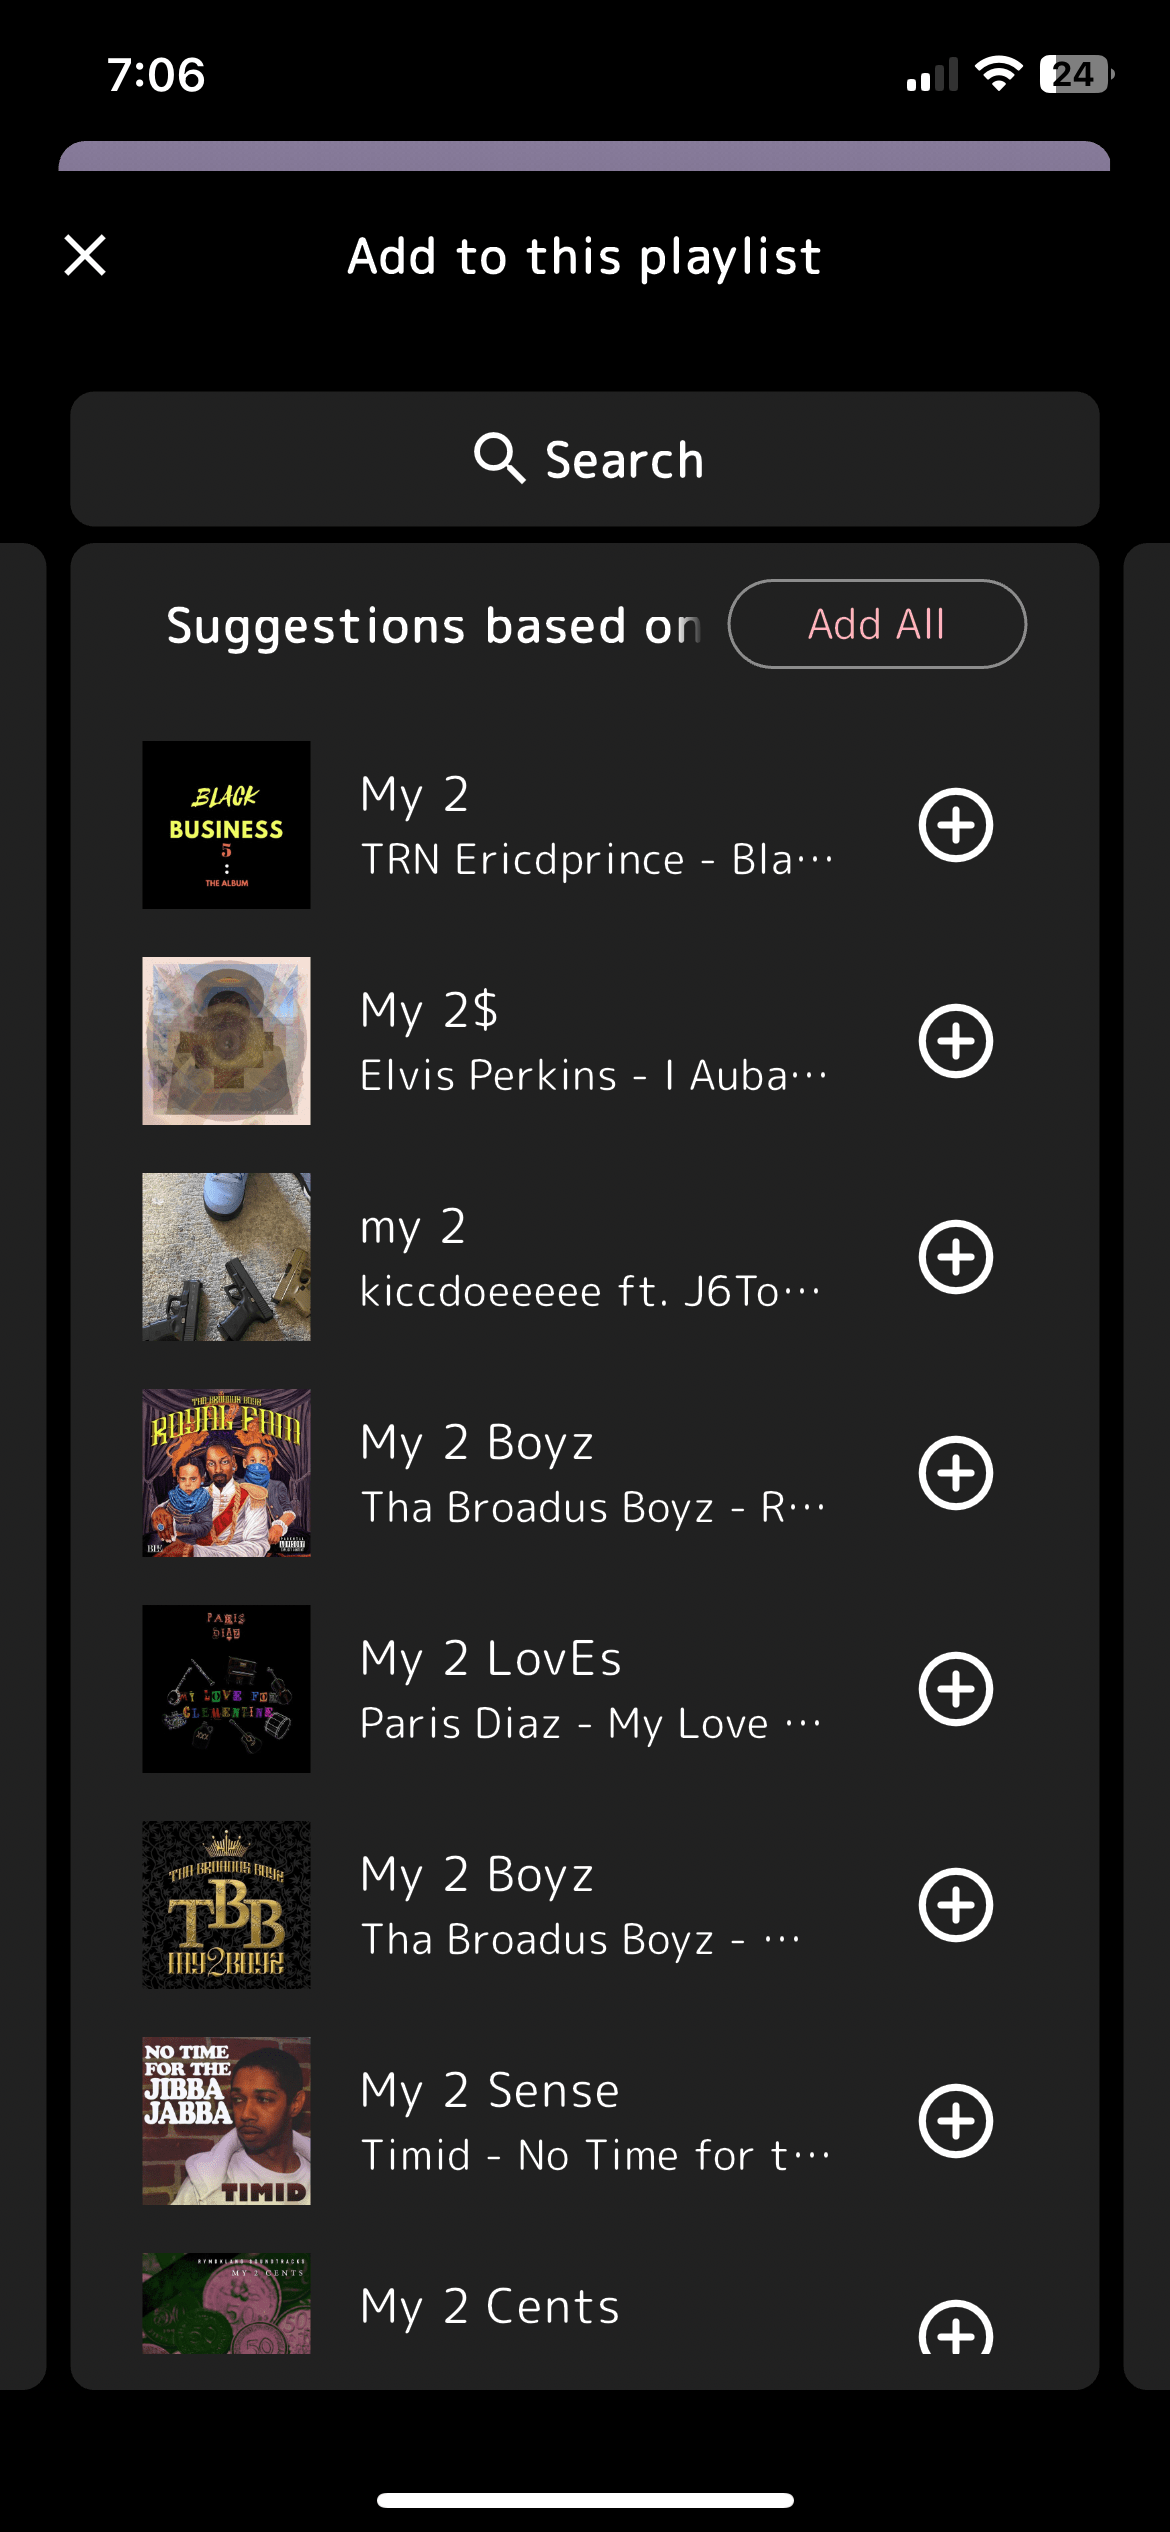 7:06
24
Add to this playlist
Search
Suggestions based on
Add All
BLACK
BUSINESS
5
:
THE ALBUM
My 2
TRN Ericdprince - Bla···
My 2$
Elvis Perkins - I Auba···
my 2
kiccdoeeeee ft. J6To···
THA BROADUS BOYZ
ROYAL FAM
My 2 Boyz
Tha Broadus Boyz - R···
PARIS
DIAZ
MY LOVE FOR
CLEMENTINE
My 2 LovEs
Paris Diaz - My Love ···
THA BROADUS BOYZ
TBB
MY2BOYZ
My 2 Boyz
Tha Broadus Boyz - ···
NO TIME
FOR THE
JIBBA
JABBA
TIMID
My 2 Sense
Timid - No Time for t···
RYMDALAND SOUNDTRACKS
MY 2 CENTS
50
My 2 Cents